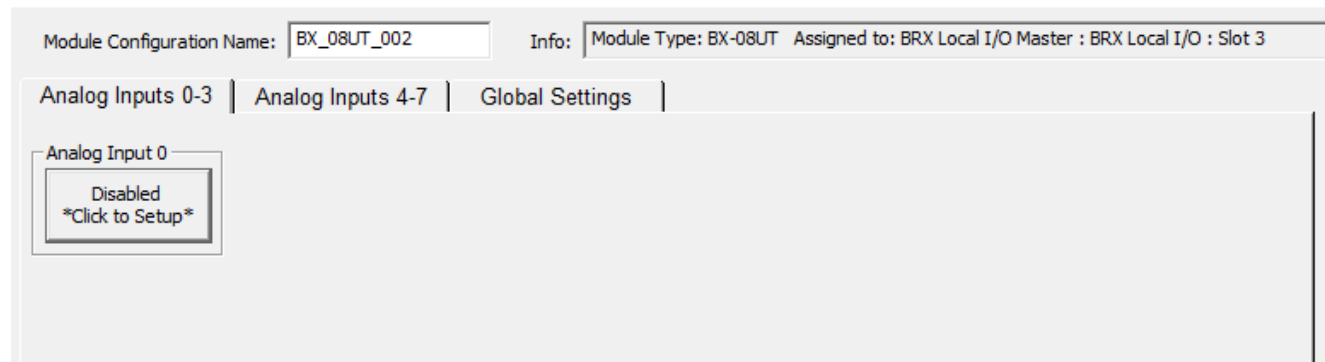 Module Configuration Name: BX_08UT_002 Info: Module Type: BX-08UT Assigned to: BRX Local I/O Master : BRX Local I/O : Slot 3
Analog Inputs 0-3 Analog Inputs 4-7 Global Settings
Analog Input 0
Disabled
*Click to Setup*